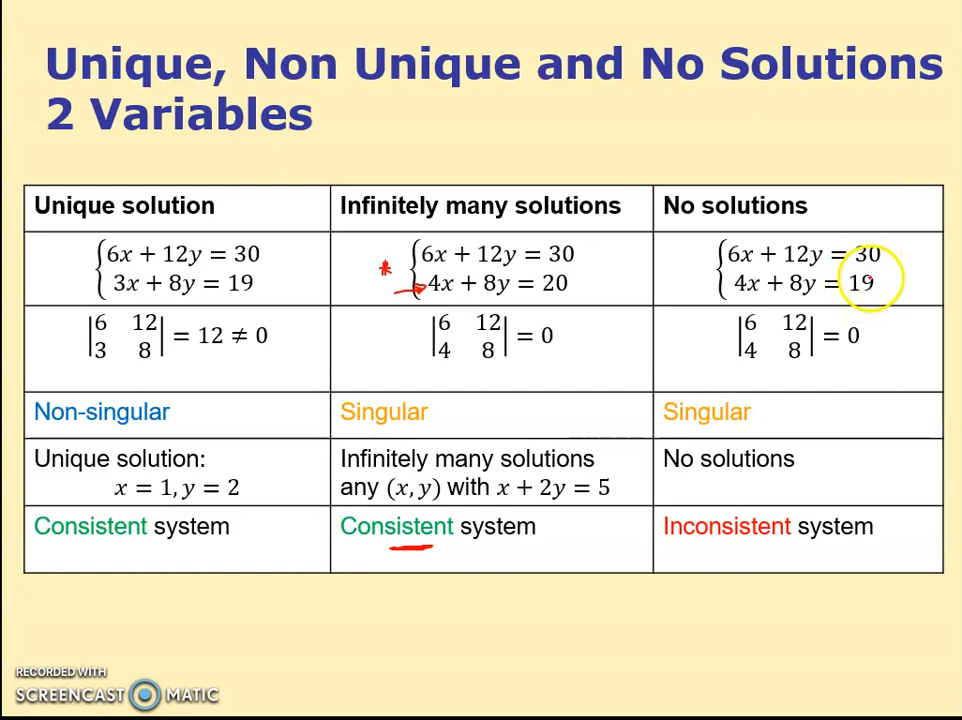 Unique, Non Unique and No Solutions
2 Variables
Unique solution
Infinitely many solutions
No solutions
6x + 12y = 30
3x + 8y = 19
6x + 12y = 30
4x + 8y = 20
6x + 12y = 30
4x + 8y = 19
|6 12|
|3 8| = 12 ≠ 0
|6 12|
|4 8| = 0
|6 12|
|4 8| = 0
Non-singular
Singular
Singular
Unique solution:
x = 1, y = 2
Infinitely many solutions
any (x, y) with x + 2y = 5
No solutions
Consistent system
Consistent system
Inconsistent system
RECORDED WITH
SCREENCAST O MATIC